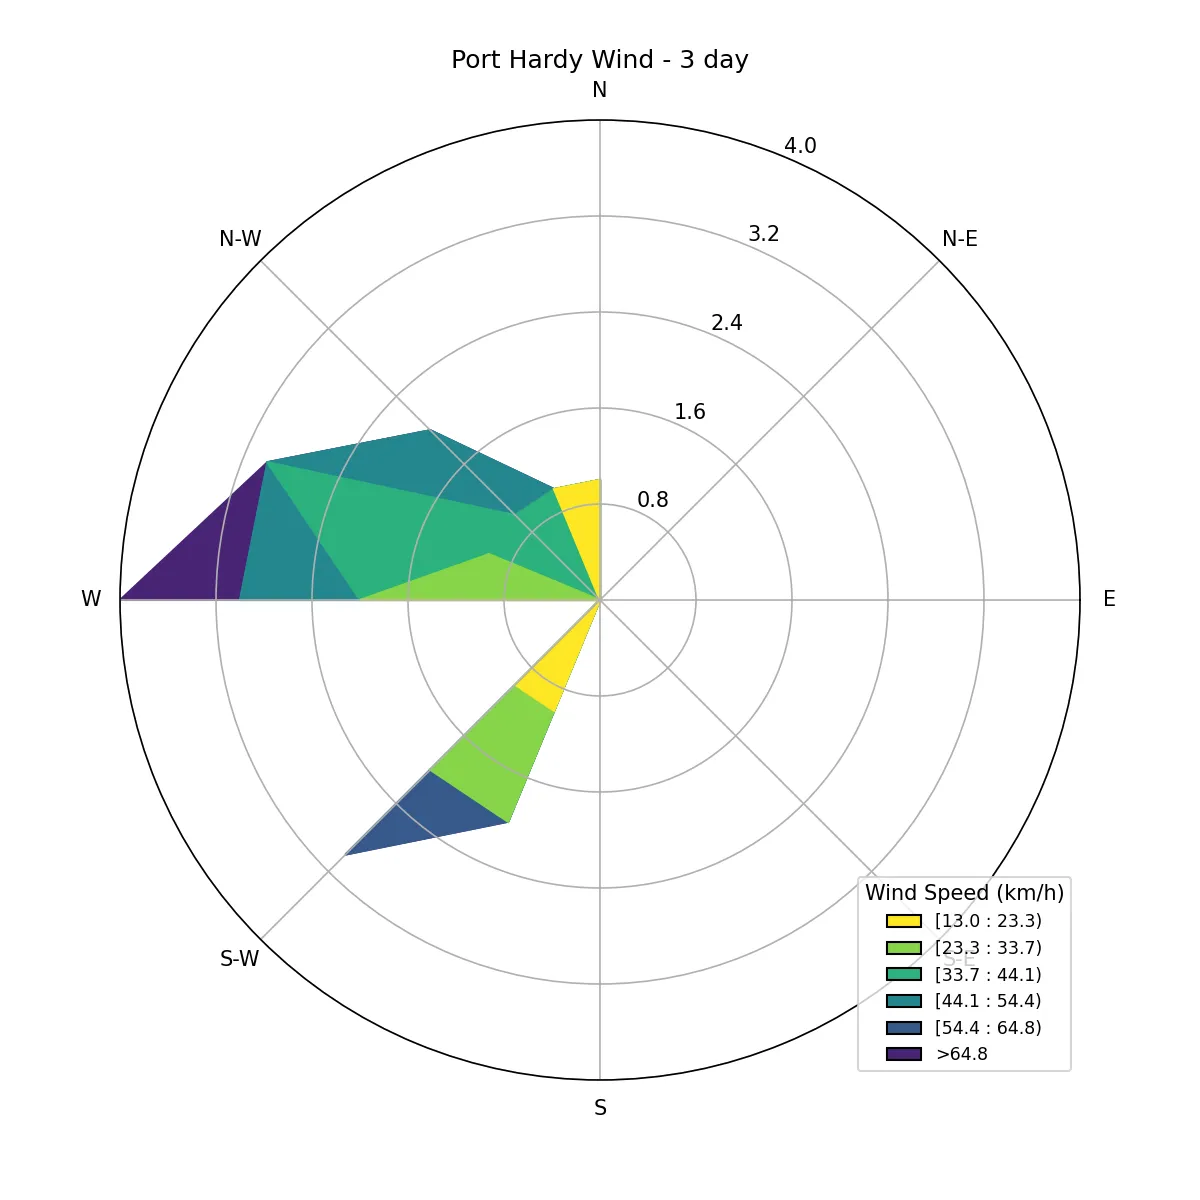 Port Hardy Wind - 3 day
N
4.0
N-W
3.2
N-E
2.4
1.6
0.8
W
E
S-W
S-E
S
Wind Speed (km/h)
[13.0 : 23.3)
[23.3 : 33.7)
[33.7 : 44.1)
[44.1 : 54.4)
[54.4 : 64.8)
>64.8